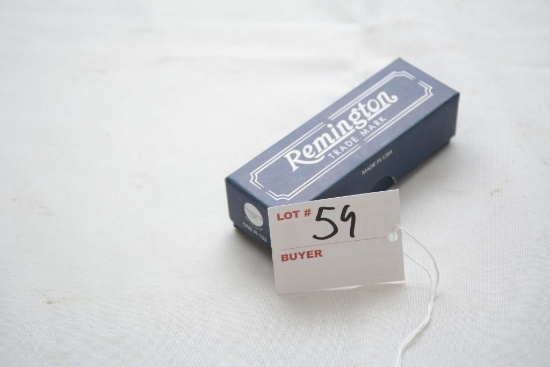 Remington
TRADE MARK
MADE IN USA
LOT # 59
BUYER